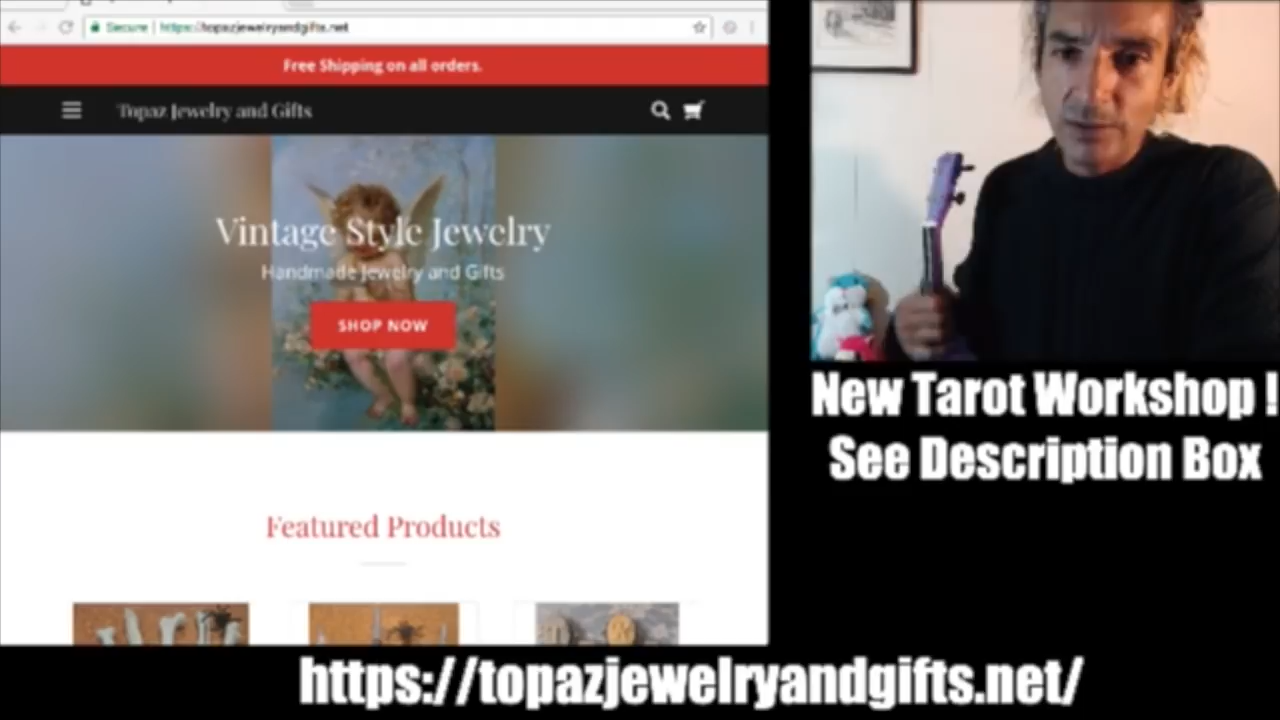 Secure | https://topazjewelryandgifts.net
Free Shipping on all orders.
Topaz Jewelry and Gifts
Vintage Style Jewelry
Handmade Jewelry and Gifts
SHOP NOW
Featured Products
New Tarot Workshop !
See Description Box
https://topazjewelryandgifts.net/